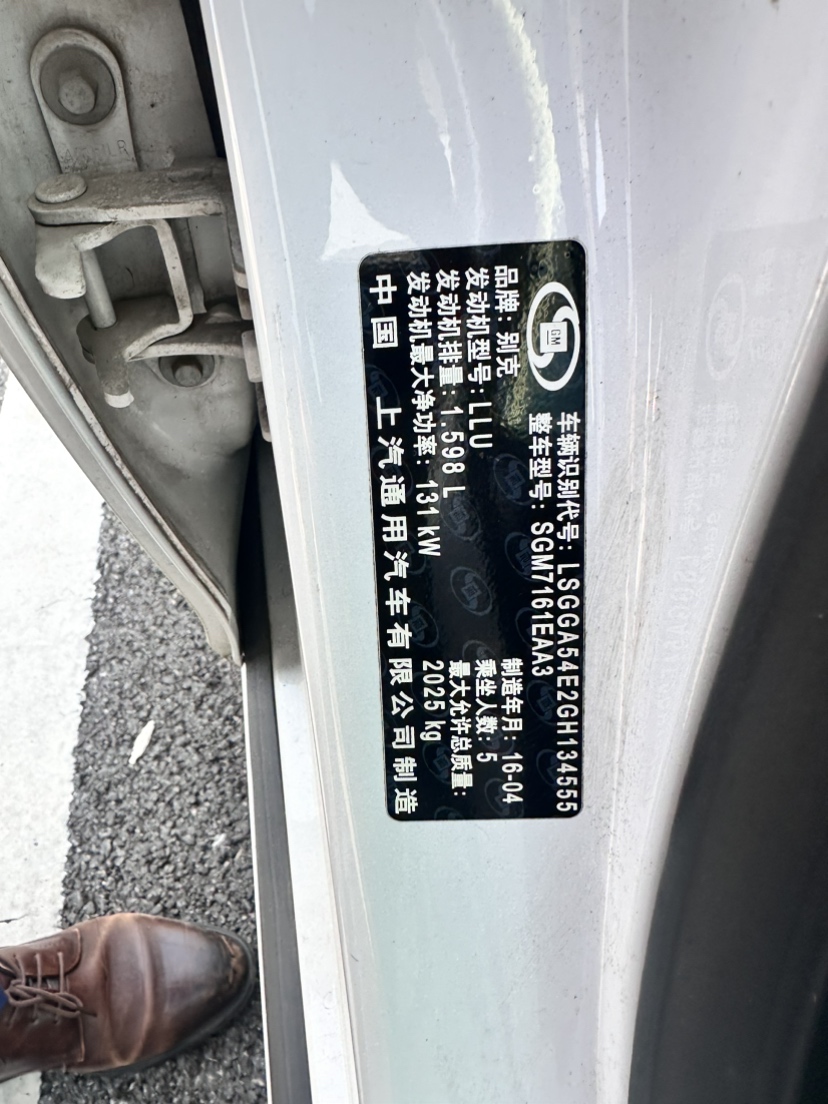 GM
车辆识别代号: LSGGA54E2GH134555
整车型号: SGM7161EAA3
品牌: 别克
制造年月: 16-04
发动机型号: LLU
乘坐人数: 5
发动机排量: 1.598 L
最大允许总质量:
发动机最大净功率: 131 kW
2025 kg
中国 上汽通用汽车有限公司制造